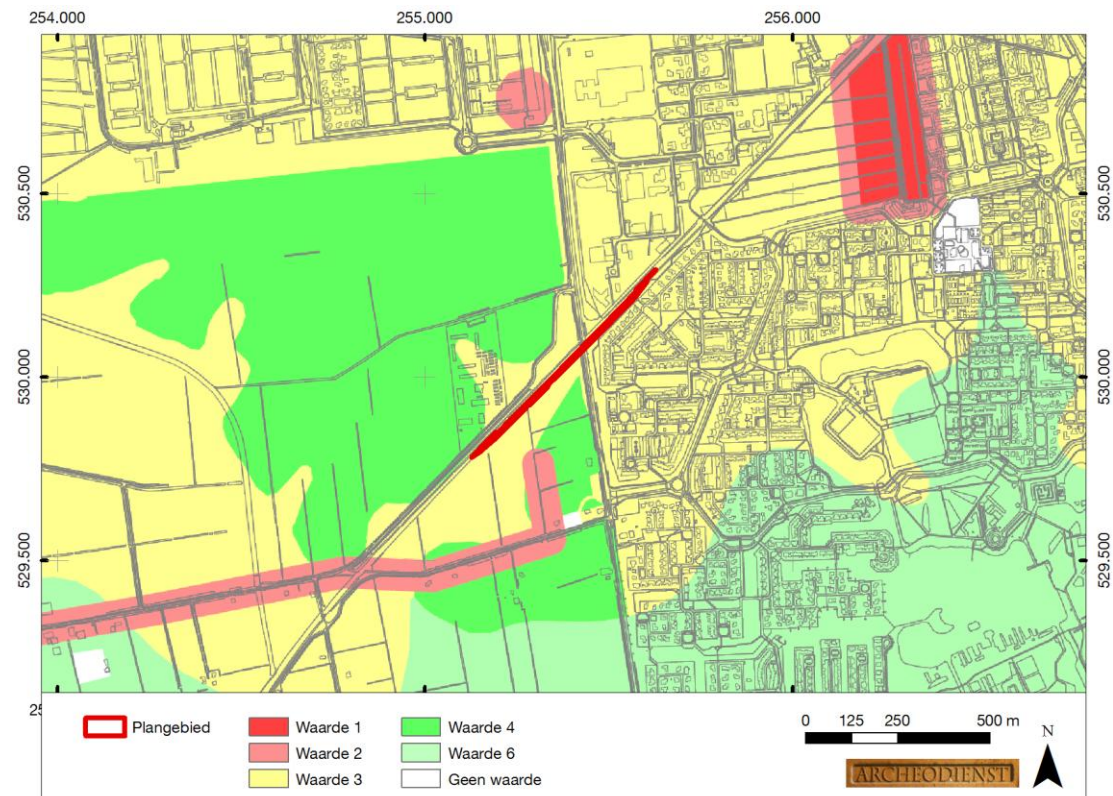 254.000 255.000 256.000
530.500 530.500
530.000 530.000
529.500 529.500
25
Plangebied
Waarde 1
Waarde 2
Waarde 3
Waarde 4
Waarde 6
Geen waarde
0 125 250 500 m
N
ARCHEODIENST